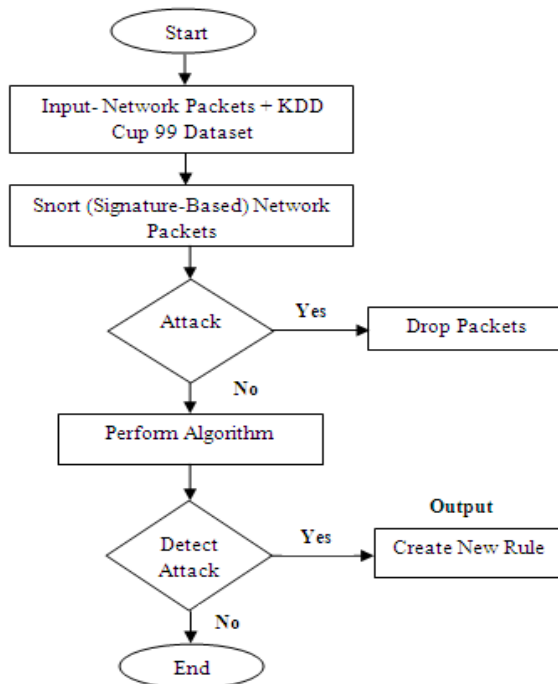 Start
Input- Network Packets + KDD
Cup 99 Dataset
Snort (Signature-Based) Network
Packets
Attack
Yes
Drop Packets
No
Perform Algorithm
Output
Detect
Attack
Yes
Create New Rule
No
End